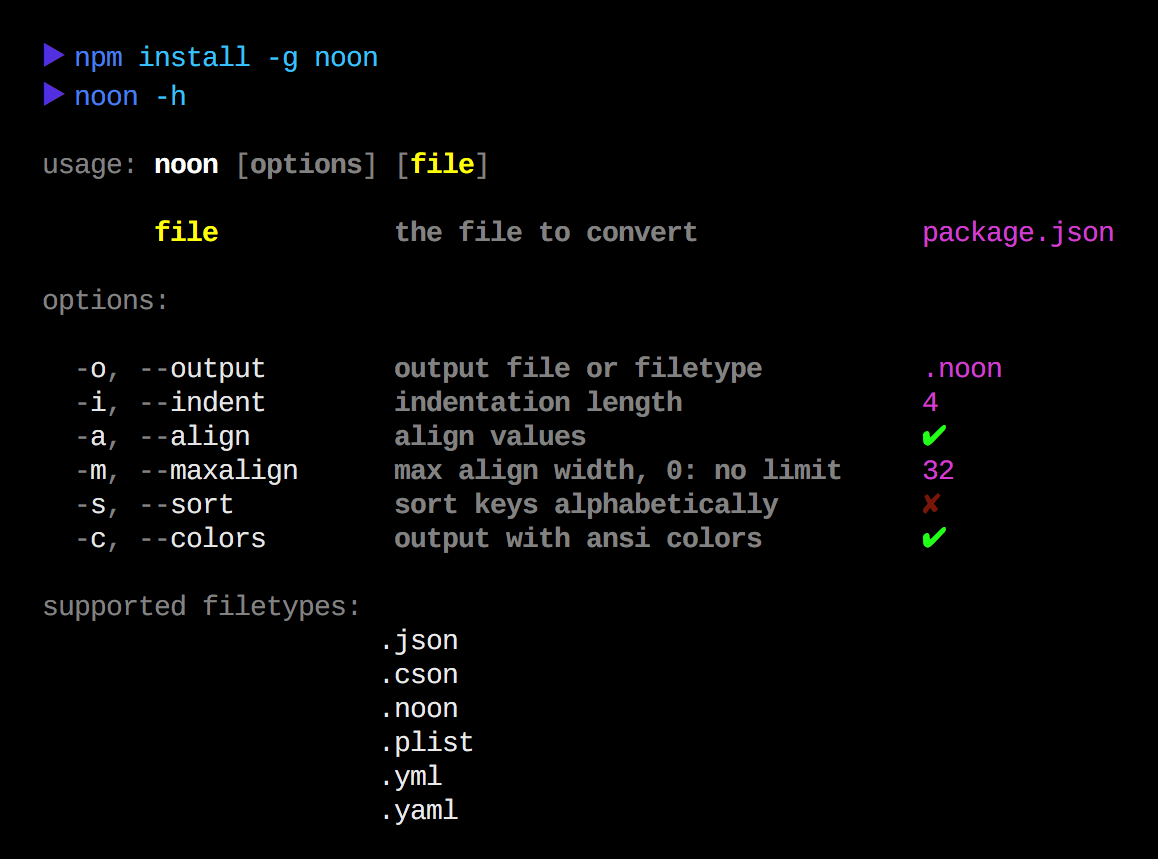 ▶ npm install -g noon
▶ noon -h
usage: noon [options] [file]
file the file to convert package.json
options:
-o, --output output file or filetype .noon
-i, --indent indentation length 4
-a, --align align values ✔
-m, --maxalign max align width, 0: no limit 32
-s, --sort sort keys alphabetically ✘
-c, --colors output with ansi colors ✔
supported filetypes:
.json
.cson
.noon
.plist
.yml
.yaml